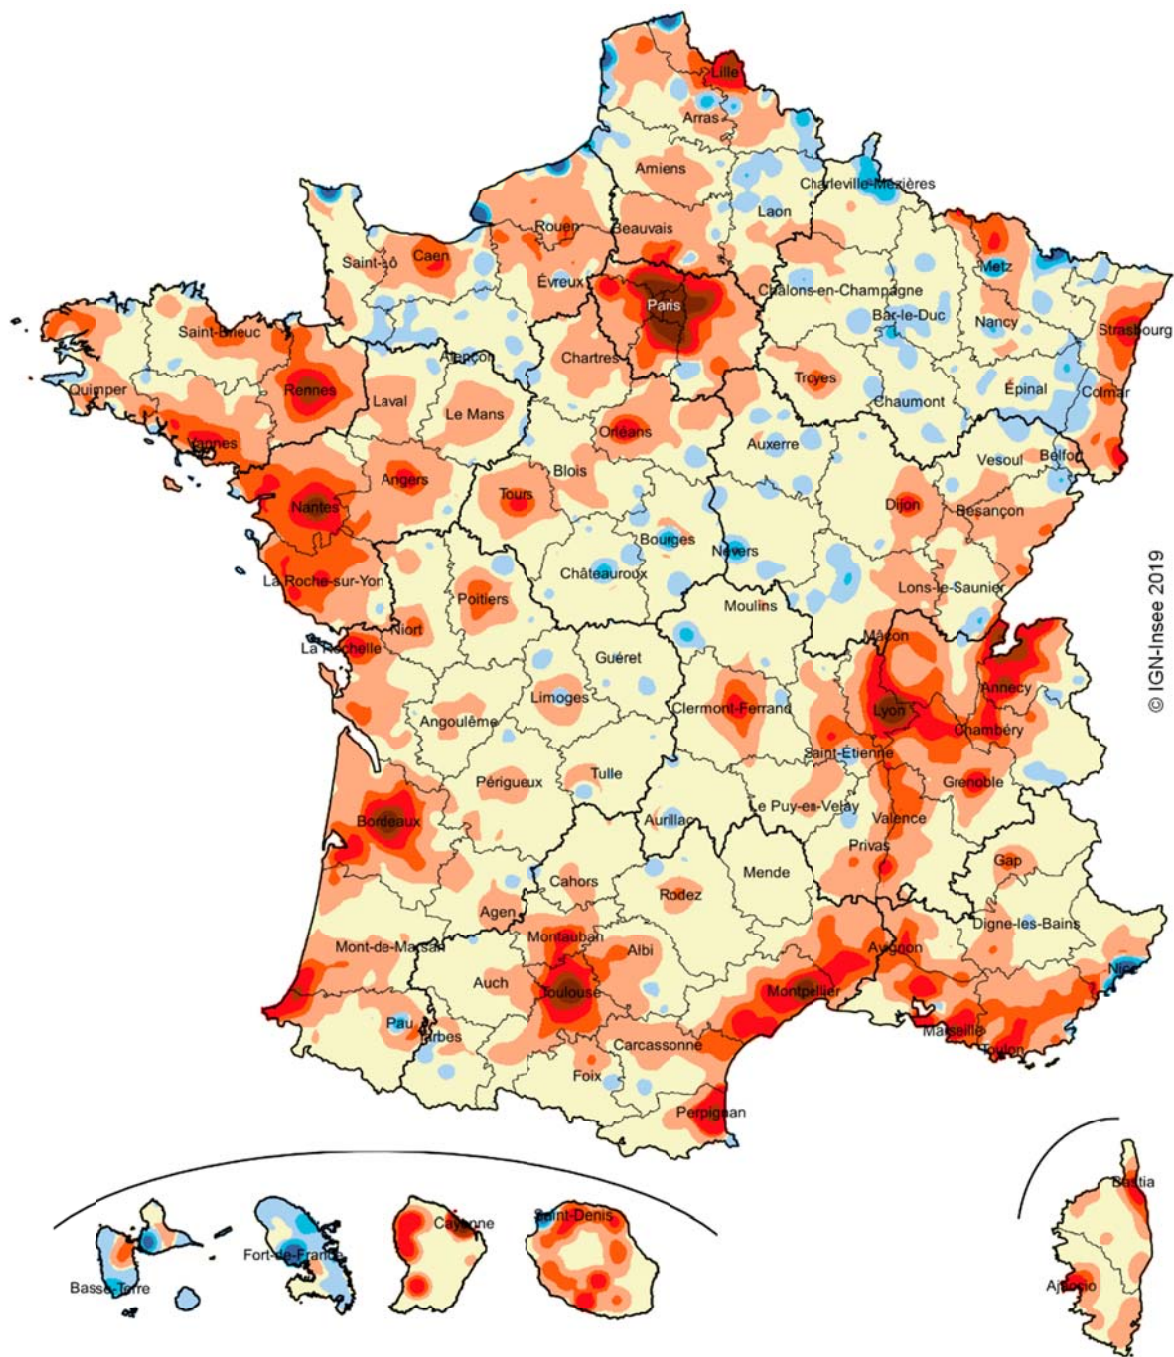 Lille
Arras
Amiens
Charleville-Mézières
Laon
Rouen
Beauvais
Caen
Saint-Lô
Metz
Évreux
Paris
Châlons-en-Champagne
Bar-le-Duc
Nancy
Strasbourg
Saint-Brieuc
Alençon
Chartres
Troyes
Quimper
Rennes
Laval
Le Mans
Chaumont
Épinal
Colmar
Vannes
Orléans
Auxerre
Blois
Vesoul
Belfort
Angers
Tours
Nantes
Dijon
Besançon
Bourges
Nevers
La Roche-sur-Yon
Châteauroux
Lons-le-Saunier
Poitiers
Moulins
Niort
Mâcon
La Rochelle
Guéret
Annecy
Limoges
Clermont-Ferrand
Lyon
Angoulême
Chambéry
Saint-Étienne
Périgueux
Tulle
Grenoble
Le Puy-en-Velay
Bordeaux
Aurillac
Valence
Privas
Gap
Cahors
Mende
Rodez
Agen
Digne-les-Bains
Montauban
Mont-de-Marsan
Albi
Avignon
Nice
Auch
Toulouse
Montpellier
Pau
Tarbes
Marseille
Carcassonne
Toulon
Foix
Perpignan
Bastia
Cayenne
Saint-Denis
Fort-de-France
Basse-Terre
Ajaccio
© IGN-Insee 2019